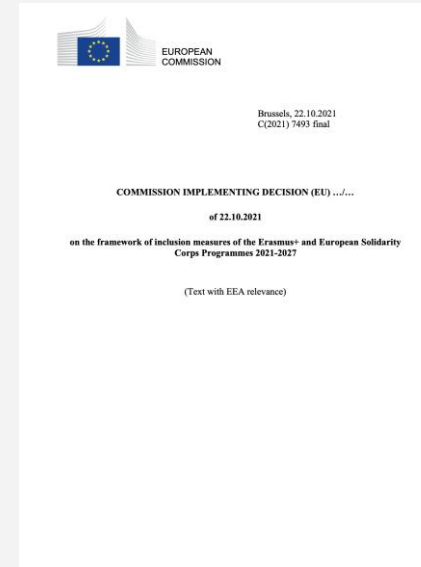 EUROPEAN
COMMISSION
Brussels, 22.10.2021
C(2021) 7493 final
COMMISSION IMPLEMENTING DECISION (EU) …/…
of 22.10.2021
on the framework of inclusion measures of the Erasmus+ and European Solidarity
Corps Programmes 2021-2027
(Text with EEA relevance)